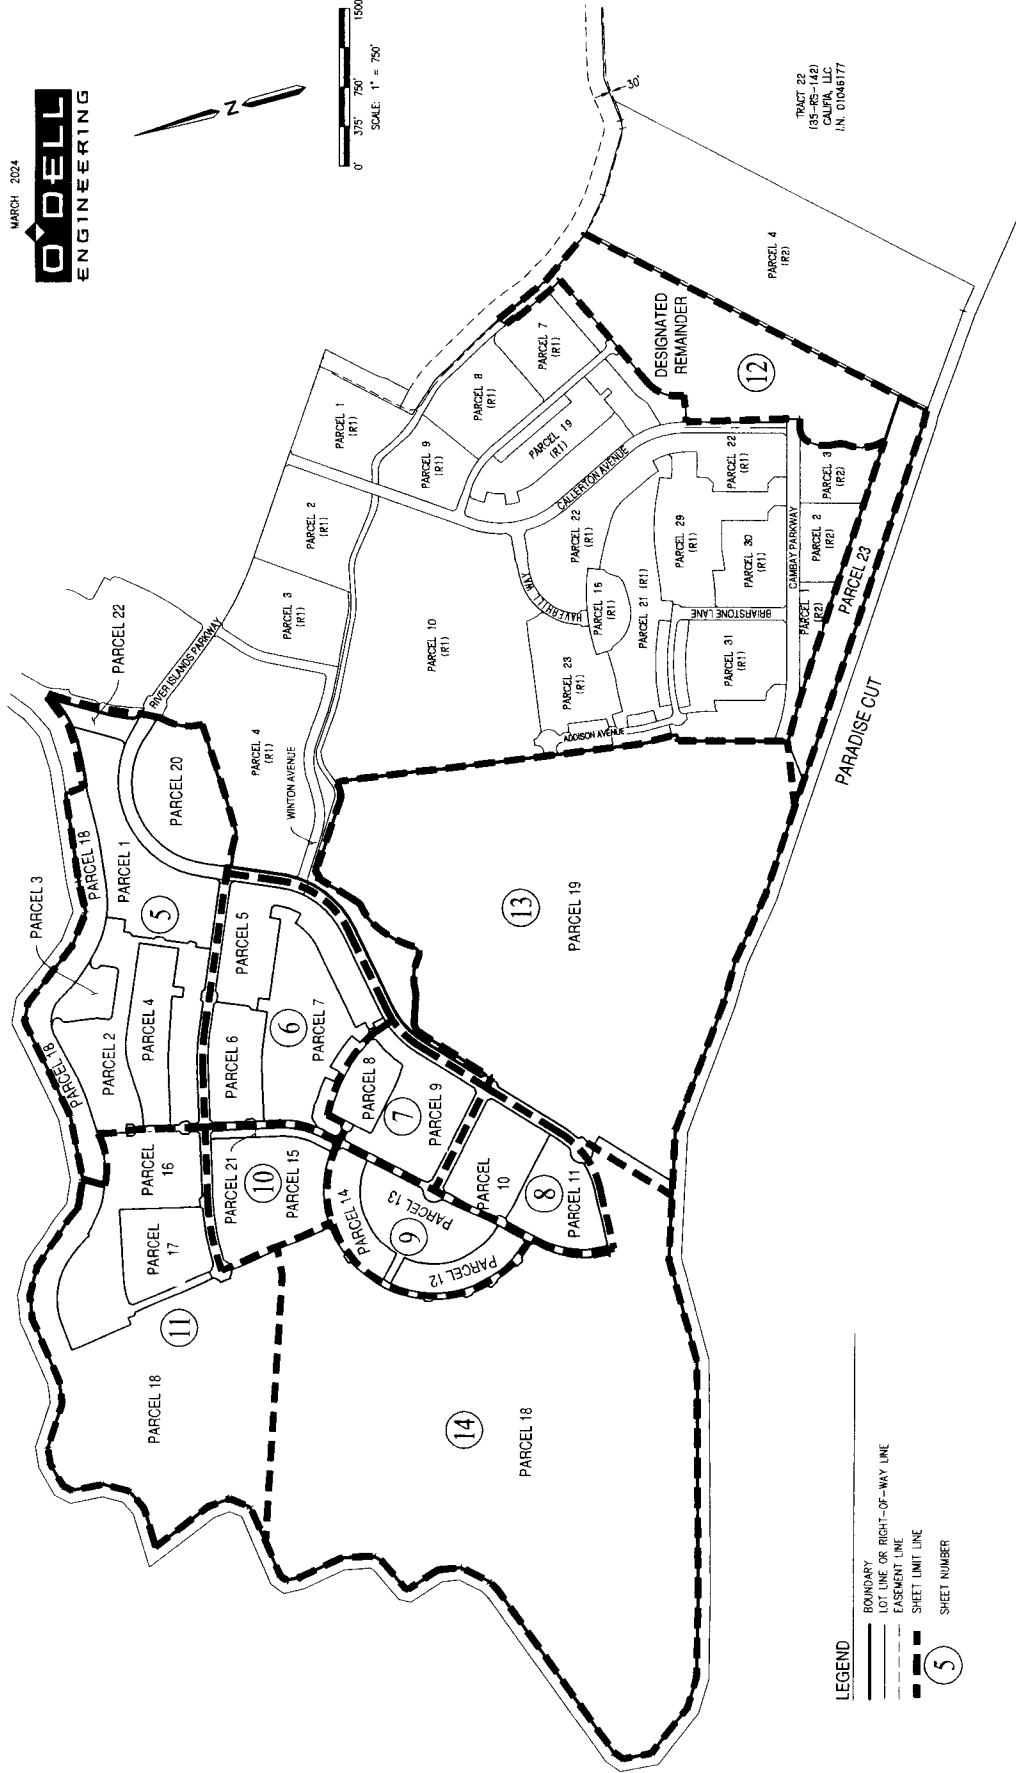 MARCH 2024
O'DELL
ENGINEERING
N
0'
375'
750'
1500'
SCALE: 1" = 750'
30'
TRACT 22
(35-RS-142)
CALIFIA, LLC
I.N. 01046177
PARCEL 4
(R2)
DESIGNATED
REMAINDER
12
PARCEL 7
(R1)
PARCEL 8
(R1)
PARCEL 9
(R1)
PARCEL 1
(R1)
PARCEL 2
(R1)
PARCEL 3
(R1)
PARCEL 4
(R1)
PARCEL 10
(R1)
PARCEL 19
(R1)
CALLERTON AVENUE
PARCEL 22
(R1)
PARCEL 22
(R1)
PARCEL 29
(R1)
PARCEL 30
(R1)
PARCEL 31
(R1)
PARCEL 21 (R1)
PARCEL 16
(R1)
PARCEL 23
(R1)
HAVERHILL WAY
BRIARSTONE LANE
CAMBAY PARKWAY
ADDISON AVENUE
PARCEL 3
(R2)
PARCEL 2
(R2)
PARCEL 1
(R2)
PARCEL 23
PARADISE CUT
RIVER ISLANDS PARKWAY
WINTON AVENUE
PARCEL 22
PARCEL 20
PARCEL 18
PARCEL 1
PARCEL 3
5
PARCEL 2
PARCEL 4
PARCEL 18
PARCEL 5
PARCEL 6
6
PARCEL 7
PARCEL 8
7
PARCEL 9
PARCEL
10
8
PARCEL 11
13
PARCEL 19
PARCEL
16
PARCEL
17
PARCEL 21
10
PARCEL 15
PARCEL 14
PARCEL 13
9
PARCEL 12
11
PARCEL 18
14
PARCEL 18
LEGEND
BOUNDARY
LOT LINE OR RIGHT-OF-WAY LINE
EASEMENT LINE
SHEET LIMIT LINE
5
SHEET NUMBER